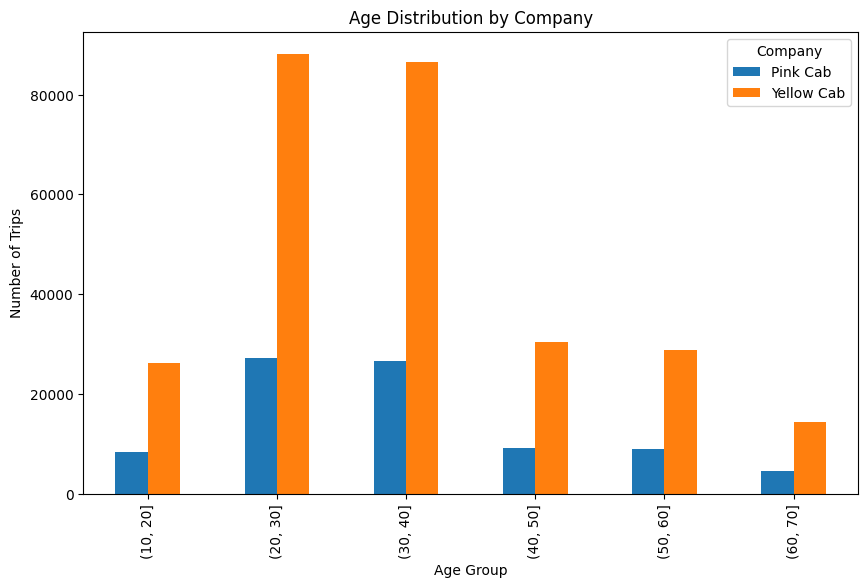 Age Distribution by Company
Company
Pink Cab
Yellow Cab
Number of Trips
80000
60000
40000
20000
0
(10, 20]
(20, 30]
(30, 40]
(40, 50]
(50, 60]
(60, 70]
Age Group